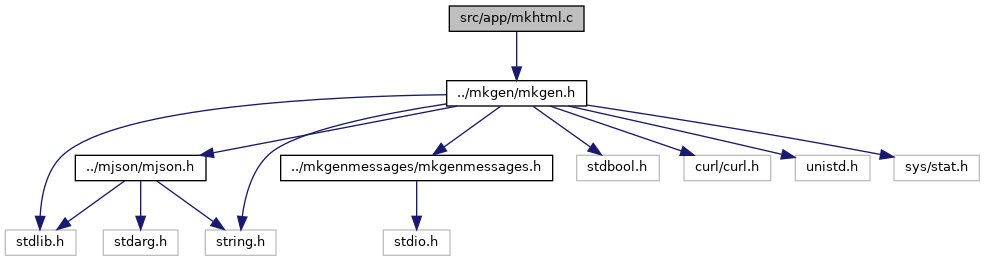 src/app/mkhtml.c
../mkgen/mkgen.h
../mjson/mjson.h
../mkgenmessages/mkgenmessages.h
stdbool.h
curl/curl.h
unistd.h
sys/stat.h
stdlib.h
stdarg.h
string.h
stdio.h